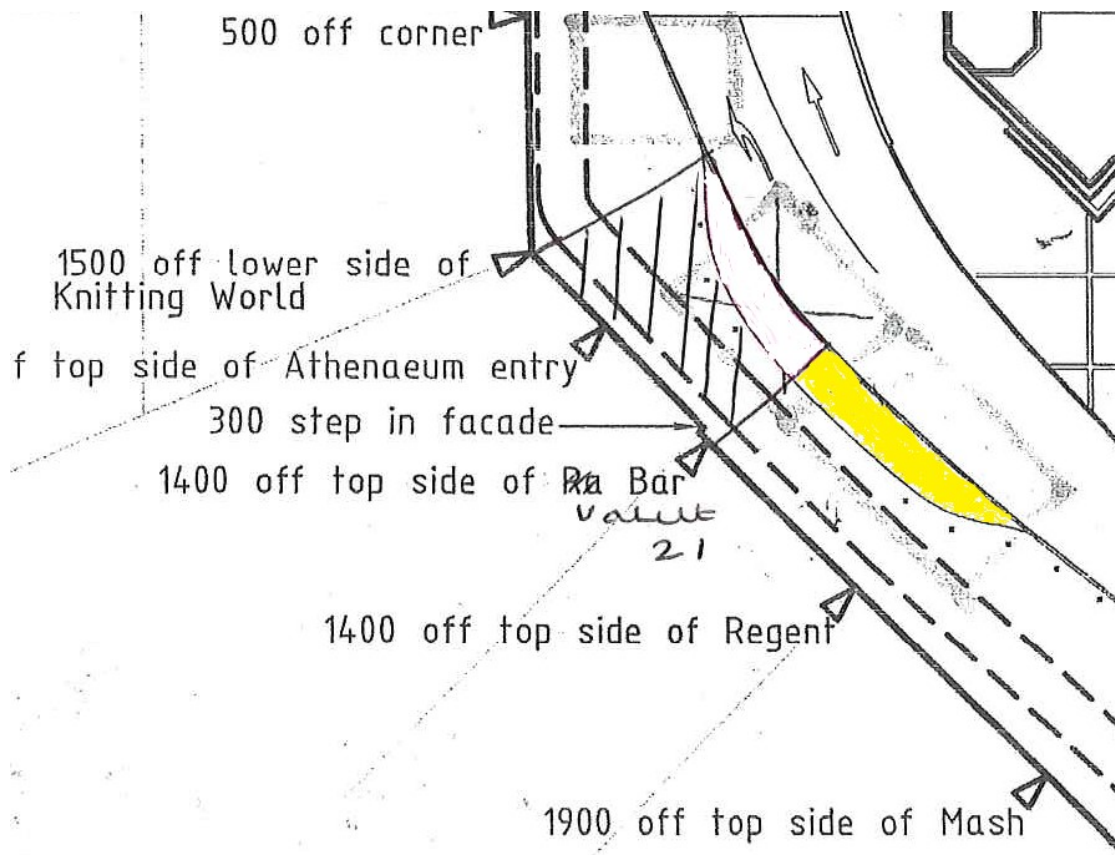 500 off corner
1500 off lower side of
Knitting World
f top side of Athenaeum entry
300 step in facade
1400 off top side of Ra Bar
Vault
21
1400 off top side of Regent
1900 off top side of Mash